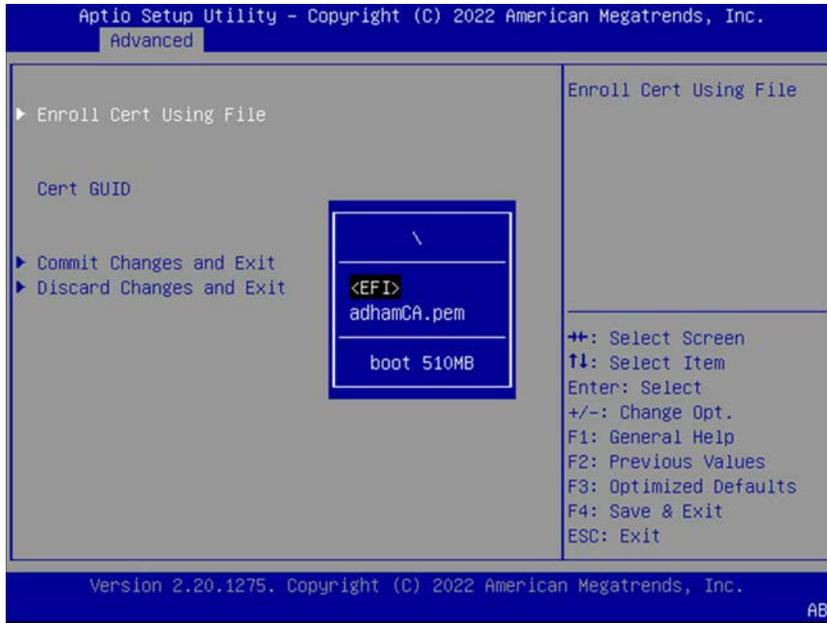 Aptio Setup Utility – Copyright (C) 2022 American Megatrends, Inc.
Advanced
Enroll Cert Using File
Cert GUID
Commit Changes and Exit
Discard Changes and Exit
\
<EFI>
adhamCA.pem
boot 510MB
Enroll Cert Using File
→←: Select Screen
↑↓: Select Item
Enter: Select
+/-: Change Opt.
F1: General Help
F2: Previous Values
F3: Optimized Defaults
F4: Save & Exit
ESC: Exit
Version 2.20.1275. Copyright (C) 2022 American Megatrends, Inc.
AB